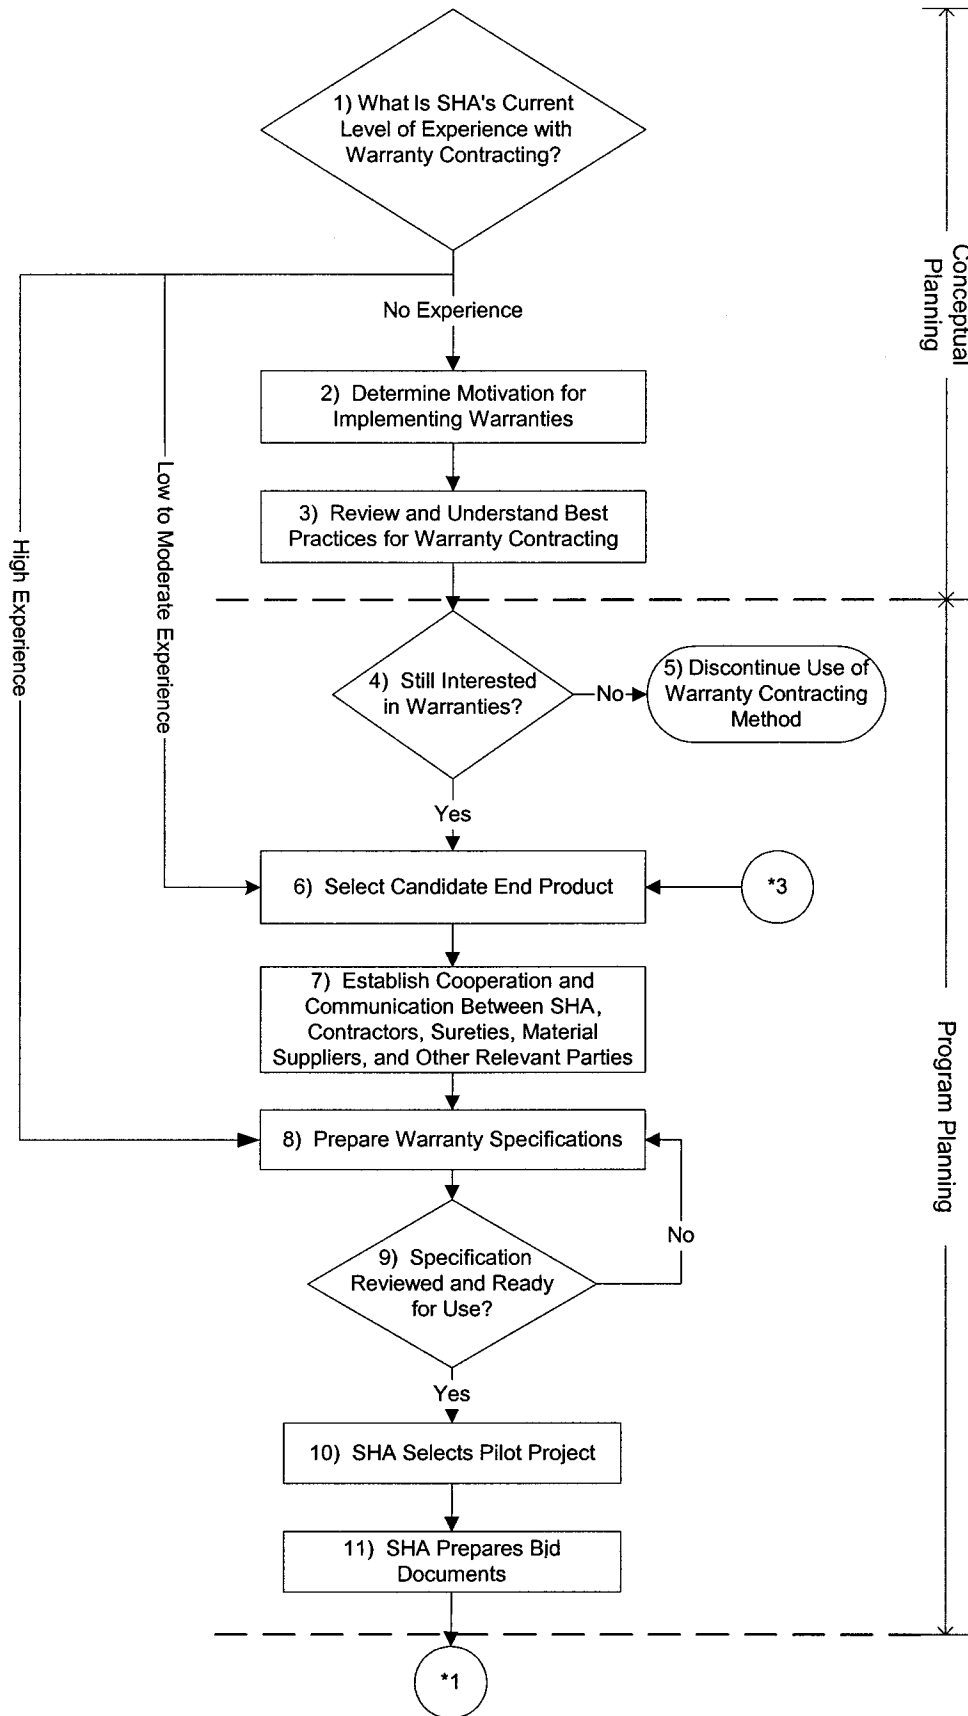 1) What Is SHA's Current
Level of Experience with
Warranty Contracting?
Conceptual
Planning
No Experience
2) Determine Motivation for
Implementing Warranties
Low to Moderate Experience
High Experience
3) Review and Understand Best
Practices for Warranty Contracting
4) Still Interested
in Warranties?
No
5) Discontinue Use of
Warranty Contracting
Method
Yes
6) Select Candidate End Product
*3
7) Establish Cooperation and
Communication Between SHA,
Contractors, Sureties, Material
Suppliers, and Other Relevant Parties
Program Planning
8) Prepare Warranty Specifications
No
9) Specification
Reviewed and Ready
for Use?
Yes
10) SHA Selects Pilot Project
11) SHA Prepares Bid
Documents
*1